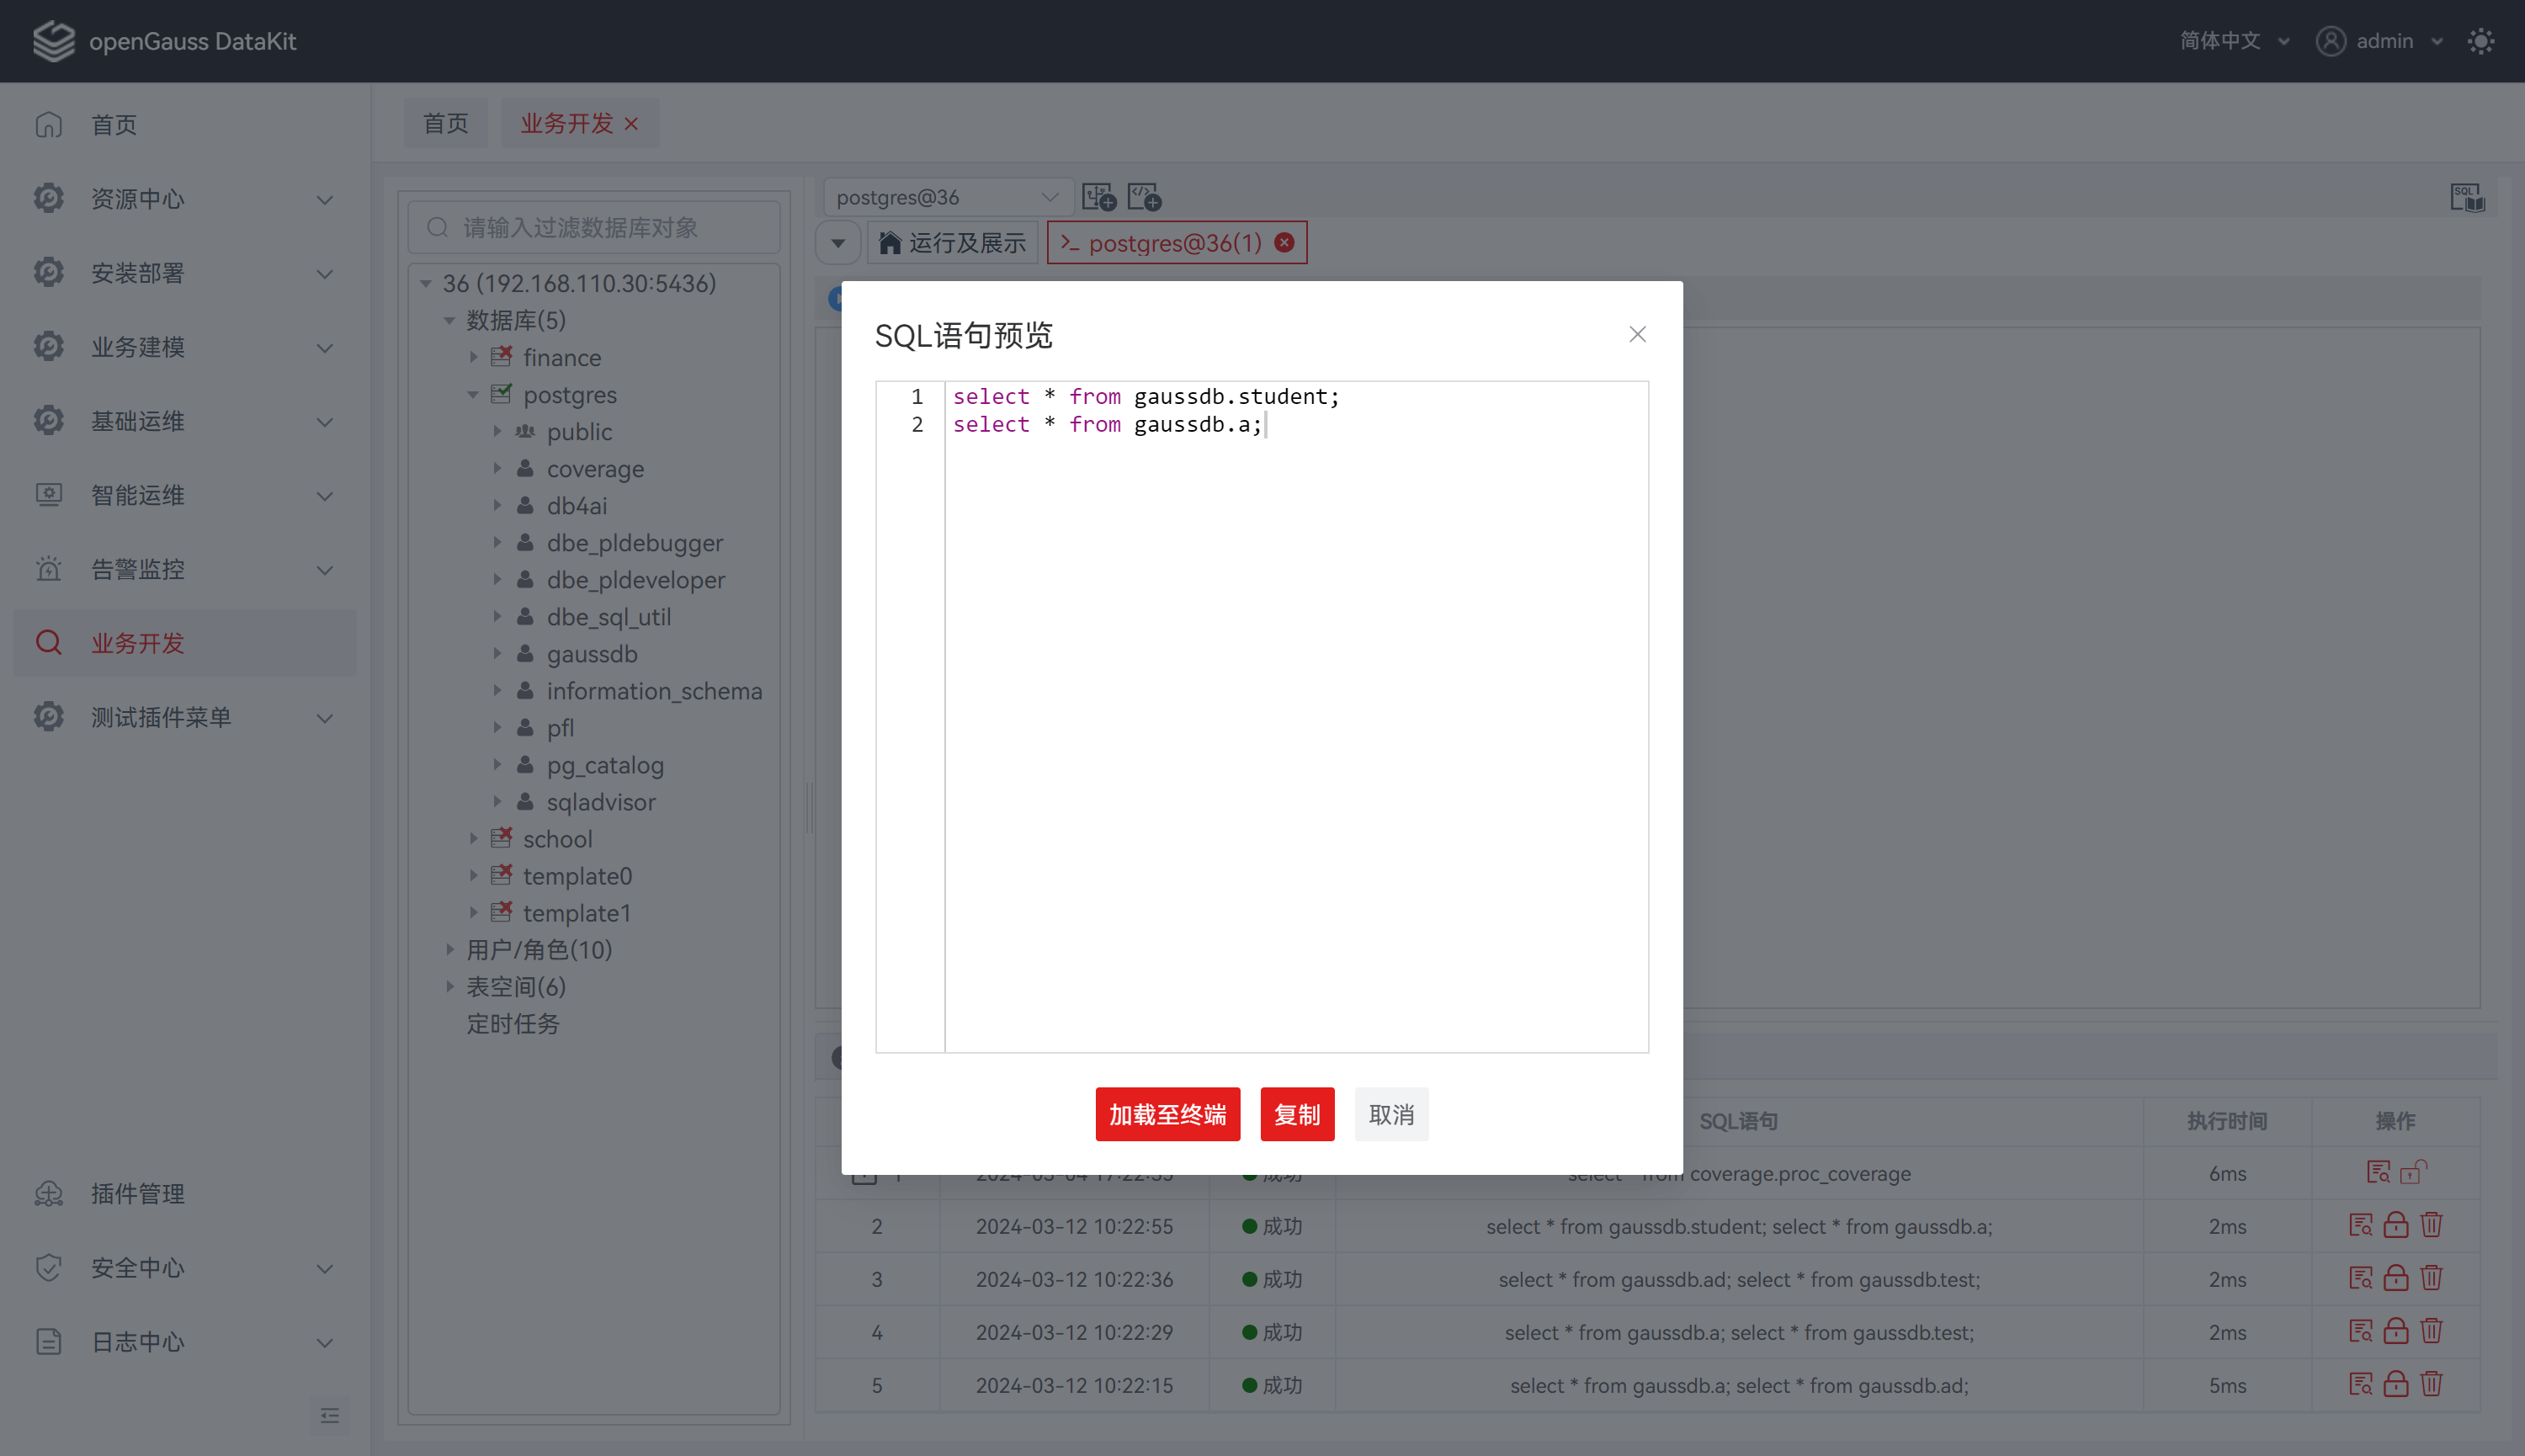 openGauss DataKit
简体中文
admin
首页
资源中心
安装部署
业务建模
基础运维
智能运维
告警监控
业务开发
测试插件菜单
插件管理
安全中心
日志中心
首页
业务开发
请输入过滤数据库对象
36 (192.168.110.30:5436)
数据库(5)
finance
postgres
public
coverage
db4ai
dbe_pldebugger
dbe_pldeveloper
dbe_sql_util
gaussdb
information_schema
pfl
pg_catalog
sqladvisor
school
template0
template1
用户/角色(10)
表空间(6)
定时任务
postgres@36
SQL
运行及展示
postgres@36(1)
SQL语句预览
1 select * from gaussdb.student;
2 select * from gaussdb.a;
加载至终端 复制 取消
SQL语句 执行时间 操作
coverage.proc_coverage 6ms
2 2024-03-12 10:22:55 成功 select * from gaussdb.student; select * from gaussdb.a; 2ms
3 2024-03-12 10:22:36 成功 select * from gaussdb.ad; select * from gaussdb.test; 2ms
4 2024-03-12 10:22:29 成功 select * from gaussdb.a; select * from gaussdb.test; 2ms
5 2024-03-12 10:22:15 成功 select * from gaussdb.a; select * from gaussdb.ad; 5ms